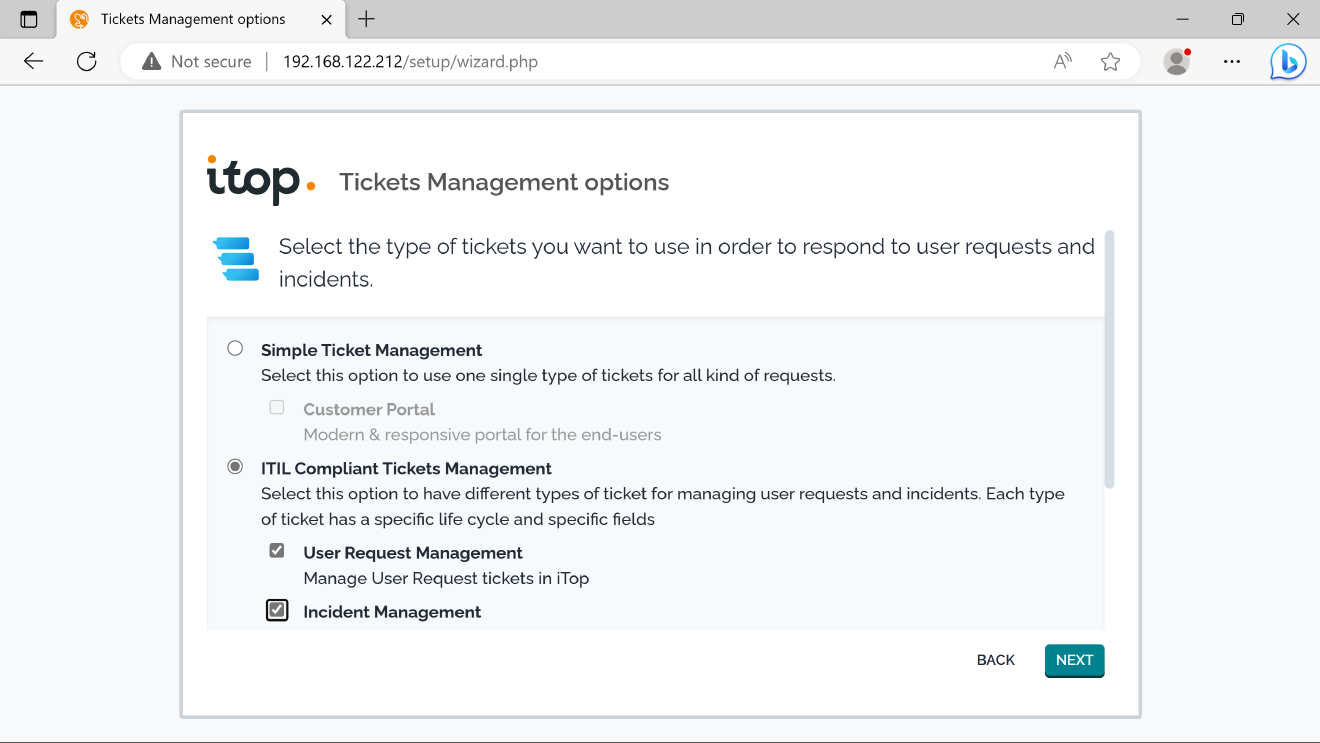 Tickets Management options
Not secure
192.168.122.212/setup/wizard.php
itop
Tickets Management options
Select the type of tickets you want to use in order to respond to user requests and
incidents.
Simple Ticket Management
Select this option to use one single type of tickets for all kind of requests.
Customer Portal
Modern & responsive portal for the end-users
ITIL Compliant Tickets Management
Select this option to have different types of ticket for managing user requests and incidents. Each type
of ticket has a specific life cycle and specific fields
User Request Management
Manage User Request tickets in iTop
Incident Management
BACK
NEXT